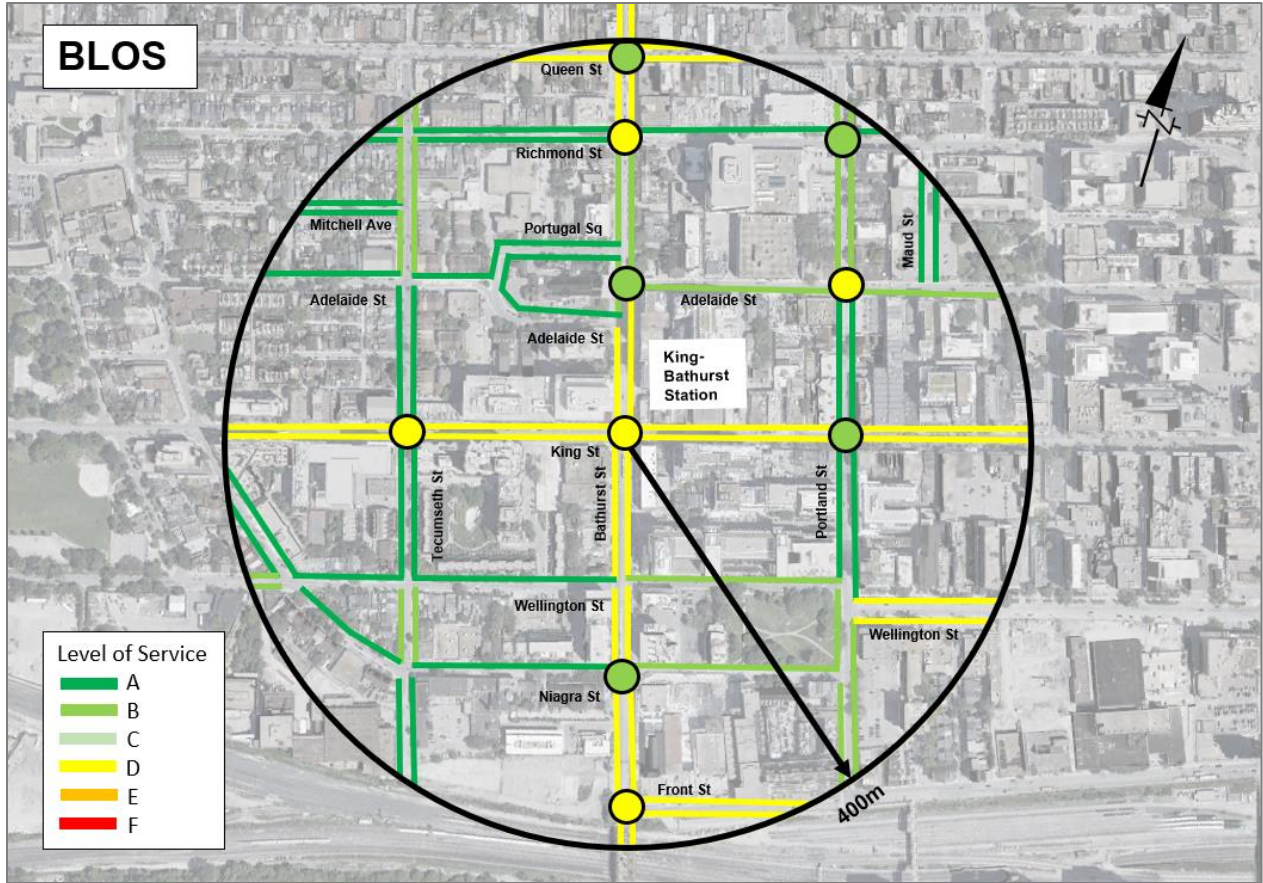 BLOS
Queen St
Richmond St
Mitchell Ave
Portugal Sq
Maud St
Adelaide St
Adelaide St
Adelaide St
King-
Bathurst
Station
King St
Tecumseth St
Bathurst St
Portland St
Wellington St
Wellington St
Niagra St
Front St
400m
N
Level of Service
A
B
C
D
E
F